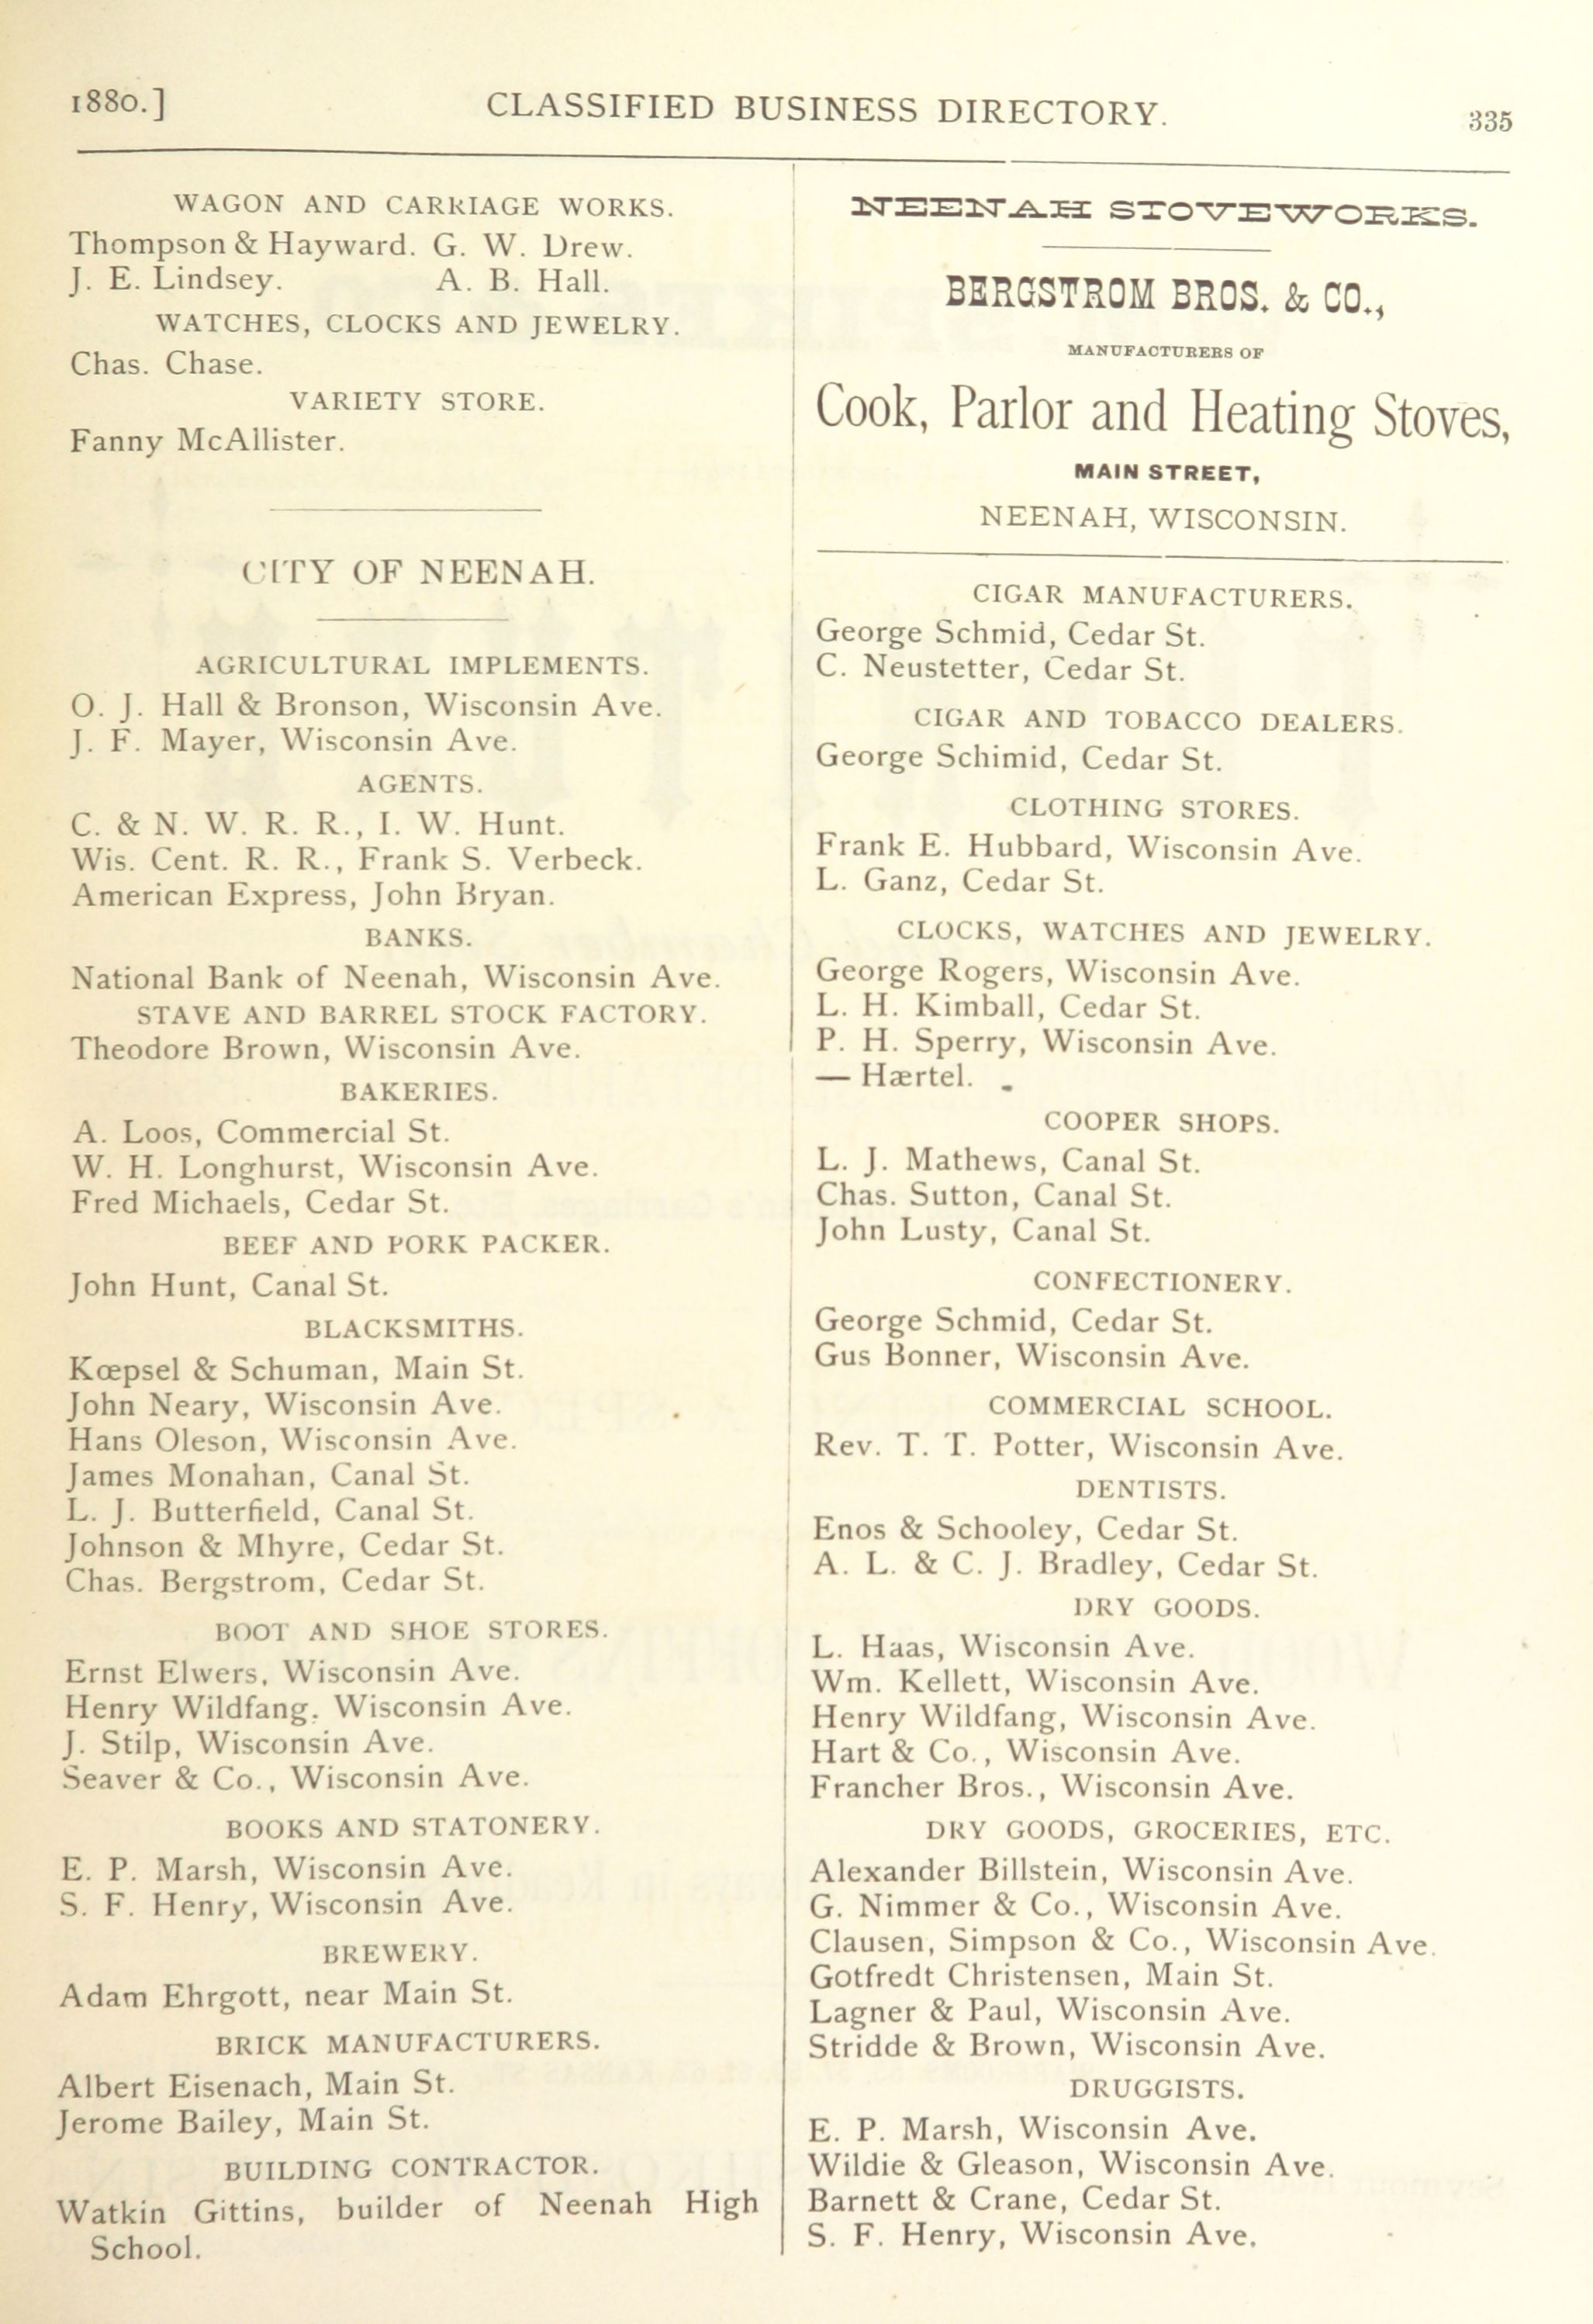 1880.] CLASSIFIED BUSINESS DIRECTORY. 335
WAGON AND CARRIAGE WORKS.
Thompson & Hayward. G. W. Drew.
J. E. Lindsey. A. B. Hall.
WATCHES, CLOCKS AND JEWELRY.
Chas. Chase.
VARIETY STORE.
Fanny McAllister.
CITY OF NEENAH.
AGRICULTURAL IMPLEMENTS.
O. J. Hall & Bronson, Wisconsin Ave.
J. F. Mayer, Wisconsin Ave.
AGENTS.
C. & N. W. R. R., I. W. Hunt.
Wis. Cent. R. R., Frank S. Verbeck.
American Express, John Bryan.
BANKS.
National Bank of Neenah, Wisconsin Ave.
STAVE AND BARREL STOCK FACTORY.
Theodore Brown, Wisconsin Ave.
BAKERIES.
A. Loos, Commercial St.
W. H. Longhurst, Wisconsin Ave.
Fred Michaels, Cedar St.
BEEF AND PORK PACKER.
John Hunt, Canal St.
BLACKSMITHS.
Kœpsel & Schuman, Main St.
John Neary, Wisconsin Ave.
Hans Oleson, Wisconsin Ave.
James Monahan, Canal St.
L. J. Butterfield, Canal St.
Johnson & Mhyre, Cedar St.
Chas. Bergstrom, Cedar St.
BOOT AND SHOE STORES.
Ernst Elwers, Wisconsin Ave.
Henry Wildfang. Wisconsin Ave.
J. Stilp, Wisconsin Ave.
Seaver & Co., Wisconsin Ave.
BOOKS AND STATONERY.
E. P. Marsh, Wisconsin Ave.
S. F. Henry, Wisconsin Ave.
BREWERY.
Adam Ehrgott, near Main St.
BRICK MANUFACTURERS.
Albert Eisenach, Main St.
Jerome Bailey, Main St.
BUILDING CONTRACTOR.
Watkin Gittins, builder of Neenah High
School.
NEENAH STOVEWORKS.
BERGSTROM BROS. & CO.,
MANUFACTURERS OF
Cook, Parlor and Heating Stoves,
MAIN STREET,
NEENAH, WISCONSIN.
CIGAR MANUFACTURERS.
George Schmid, Cedar St.
C. Neustetter, Cedar St.
CIGAR AND TOBACCO DEALERS.
George Schimid, Cedar St.
CLOTHING STORES.
Frank E. Hubbard, Wisconsin Ave.
L. Ganz, Cedar St.
CLOCKS, WATCHES AND JEWELRY.
George Rogers, Wisconsin Ave.
L. H. Kimball, Cedar St.
P. H. Sperry, Wisconsin Ave.
— Hærtel.
COOPER SHOPS.
L. J. Mathews, Canal St.
Chas. Sutton, Canal St.
John Lusty, Canal St.
CONFECTIONERY.
George Schmid, Cedar St.
Gus Bonner, Wisconsin Ave.
COMMERCIAL SCHOOL.
Rev. T. T. Potter, Wisconsin Ave.
DENTISTS.
Enos & Schooley, Cedar St.
A. L. & C. J. Bradley, Cedar St.
DRY GOODS.
L. Haas, Wisconsin Ave.
Wm. Kellett, Wisconsin Ave.
Henry Wildfang, Wisconsin Ave.
Hart & Co., Wisconsin Ave.
Francher Bros., Wisconsin Ave.
DRY GOODS, GROCERIES, ETC.
Alexander Billstein, Wisconsin Ave.
G. Nimmer & Co., Wisconsin Ave.
Clausen, Simpson & Co., Wisconsin Ave.
Gotfredt Christensen, Main St.
Lagner & Paul, Wisconsin Ave.
Stridde & Brown, Wisconsin Ave.
DRUGGISTS.
E. P. Marsh, Wisconsin Ave.
Wildie & Gleason, Wisconsin Ave.
Barnett & Crane, Cedar St.
S. F. Henry, Wisconsin Ave.